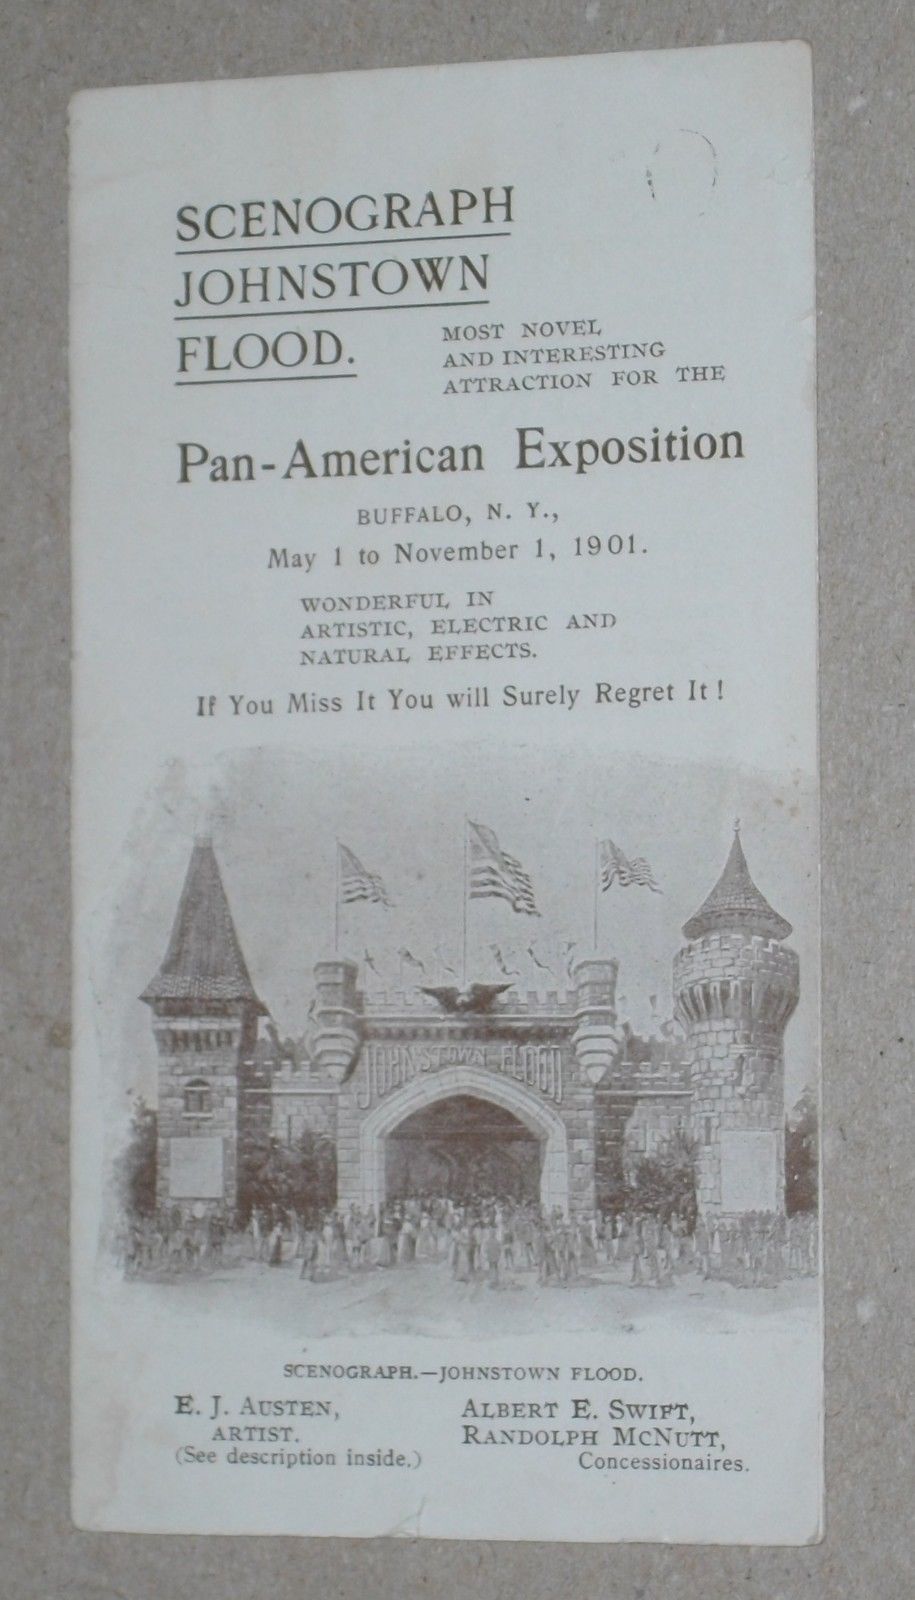 SCENOGRAPH
JOHNSTOWN
FLOOD.
MOST NOVEL
AND INTERESTING
ATTRACTION FOR THE
Pan-American Exposition
BUFFALO, N. Y.,
May 1 to November 1, 1901.
WONDERFUL IN
ARTISTIC, ELECTRIC AND
NATURAL EFFECTS.
If You Miss It You will Surely Regret It!
JOHNSTOWN FLOOD
SCENOGRAPH.—JOHNSTOWN FLOOD.
E. J. AUSTEN,
ARTIST.
(See description inside.)
ALBERT E. SWIFT,
RANDOLPH MCNUTT,
Concessionaires.